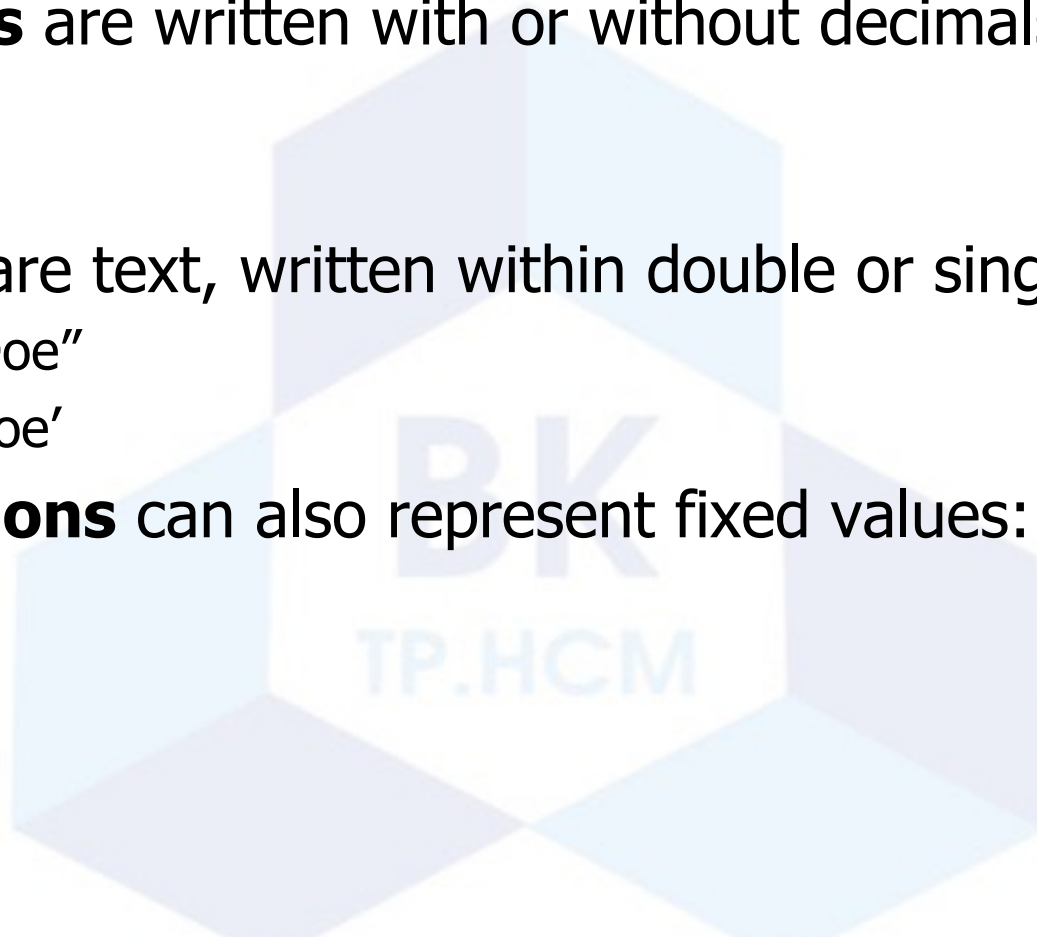 s are written with or without decimals
are text, written within double or sing
oe”
oe’
ons can also represent fixed values:
BK
TP.HCM